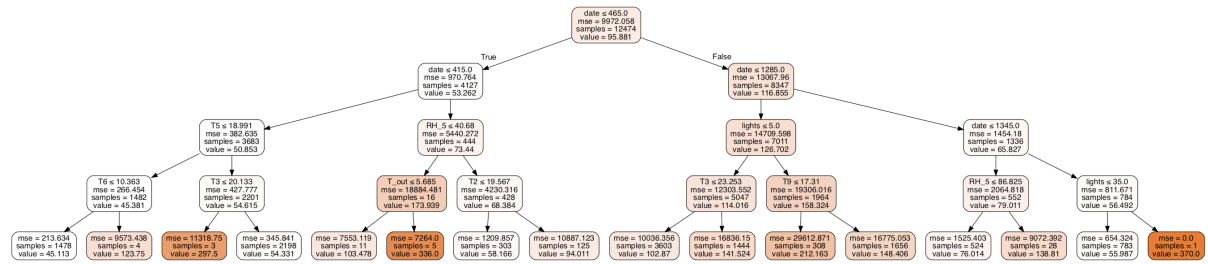 date ≤ 465.0
mse = 9972.058
samples = 12474
value = 95.881
True
False
date ≤ 415.0
mse = 970.764
samples = 4127
value = 53.262
date ≤ 1285.0
mse = 13067.96
samples = 8347
value = 116.855
T5 ≤ 18.991
mse = 382.635
samples = 3683
value = 50.853
RH_5 ≤ 40.68
mse = 5440.272
samples = 444
value = 73.44
lights ≤ 5.0
mse = 14709.598
samples = 7011
value = 126.702
date ≤ 1345.0
mse = 1454.18
samples = 1336
value = 65.827
T6 ≤ 10.363
mse = 266.454
samples = 1482
value = 45.381
T3 ≤ 20.133
mse = 427.777
samples = 2201
value = 54.615
T_out ≤ 5.685
mse = 18884.481
samples = 16
value = 173.939
T2 ≤ 19.567
mse = 4230.316
samples = 428
value = 68.384
T3 ≤ 23.253
mse = 12303.552
samples = 5047
value = 114.016
T9 ≤ 17.31
mse = 19306.016
samples = 1964
value = 158.324
RH_5 ≤ 86.825
mse = 2064.818
samples = 552
value = 79.011
lights ≤ 35.0
mse = 811.671
samples = 784
value = 56.492
mse = 213.634
samples = 1478
value = 45.113
mse = 9573.438
samples = 4
value = 123.75
mse = 11318.75
samples = 3
value = 297.5
mse = 345.841
samples = 2198
value = 54.331
mse = 7553.119
samples = 11
value = 103.478
mse = 7264.0
samples = 5
value = 336.0
mse = 1209.857
samples = 303
value = 58.166
mse = 10887.123
samples = 125
value = 94.011
mse = 10036.356
samples = 3603
value = 102.87
mse = 16836.15
samples = 1444
value = 141.524
mse = 29612.871
samples = 308
value = 212.163
mse = 16775.053
samples = 1656
value = 148.406
mse = 1525.403
samples = 524
value = 76.014
mse = 9072.392
samples = 28
value = 138.81
mse = 654.324
samples = 783
value = 55.987
mse = 0.0
samples = 1
value = 370.0